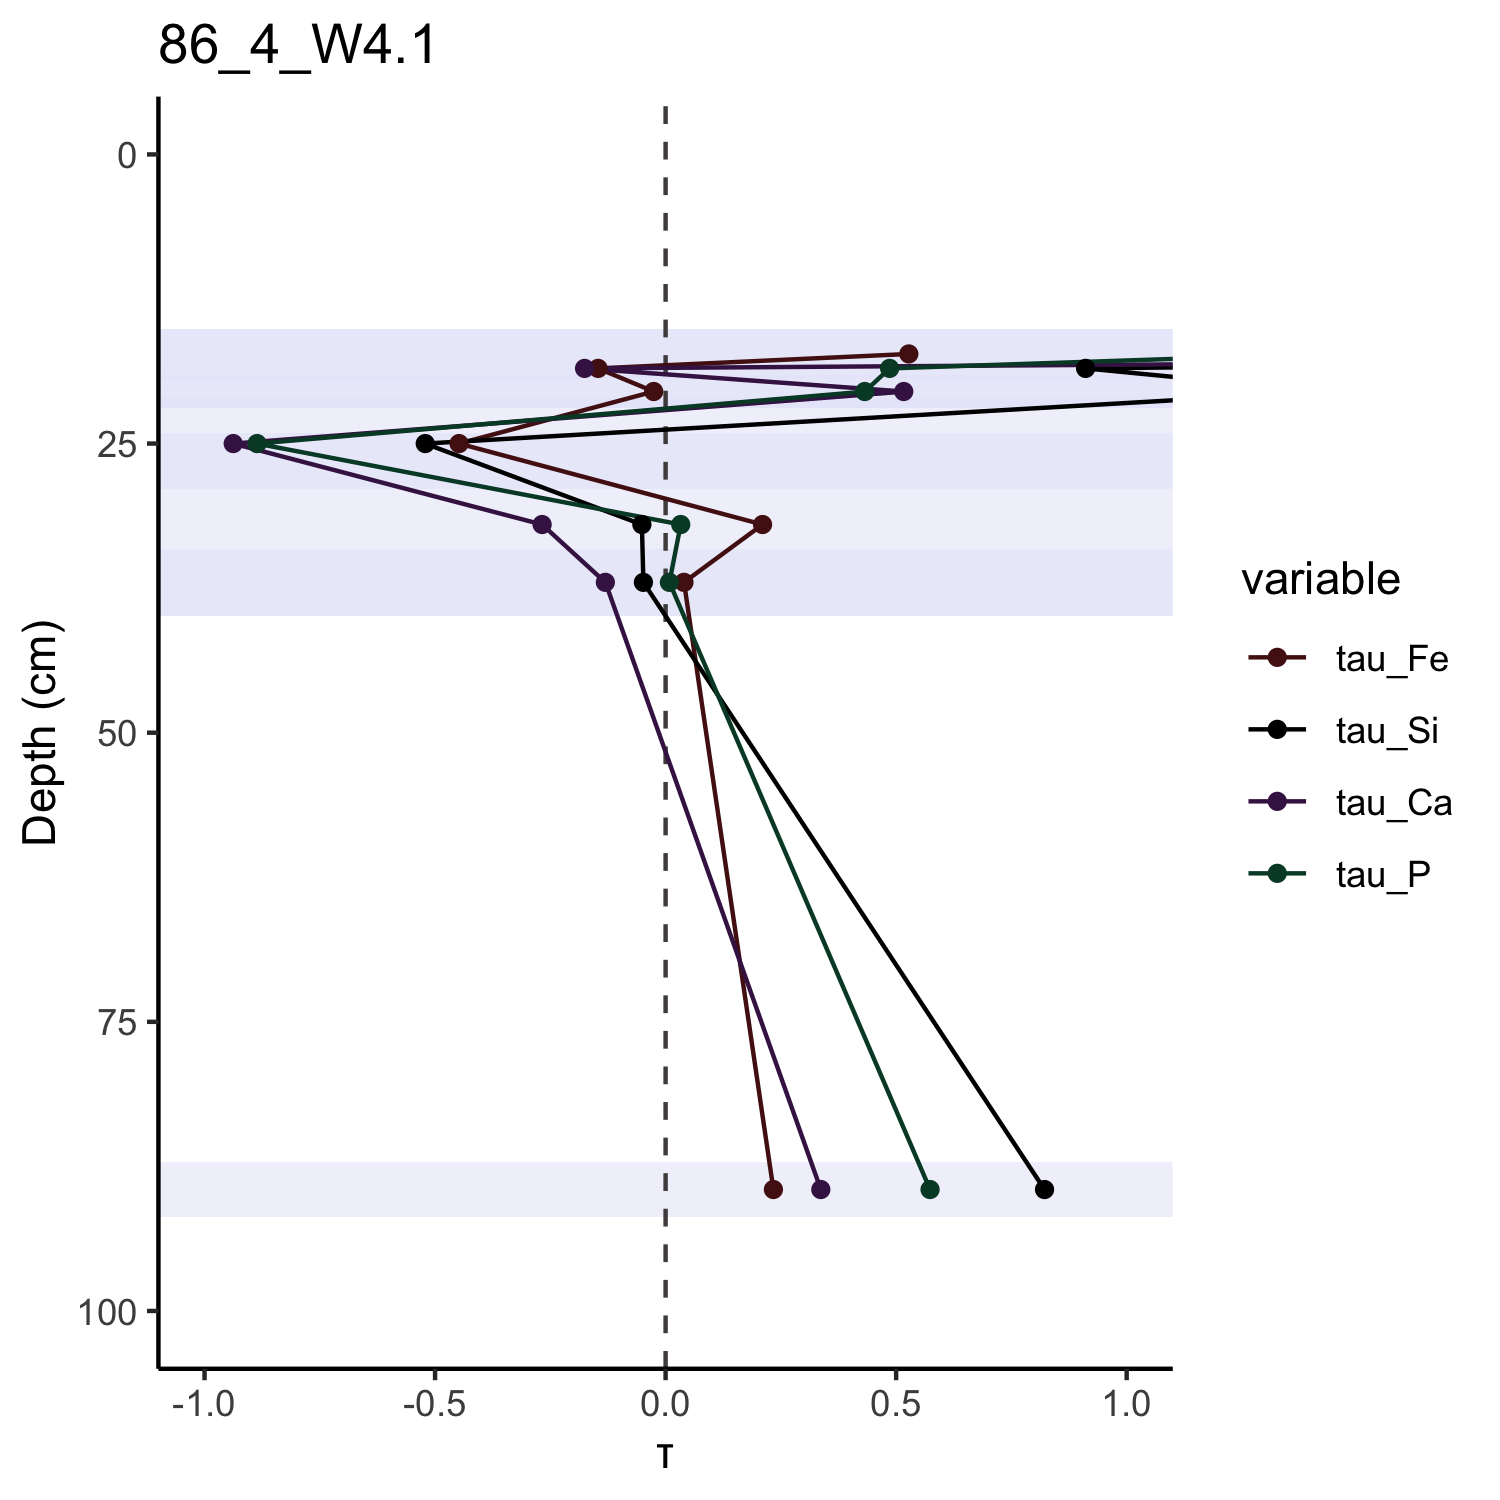 86_4_W4.1
0
25
50
75
100
Depth (cm)
-1.0 -0.5 0.0 0.5 1.0
τ
variable
tau_Fe
tau_Si
tau_Ca
tau_P